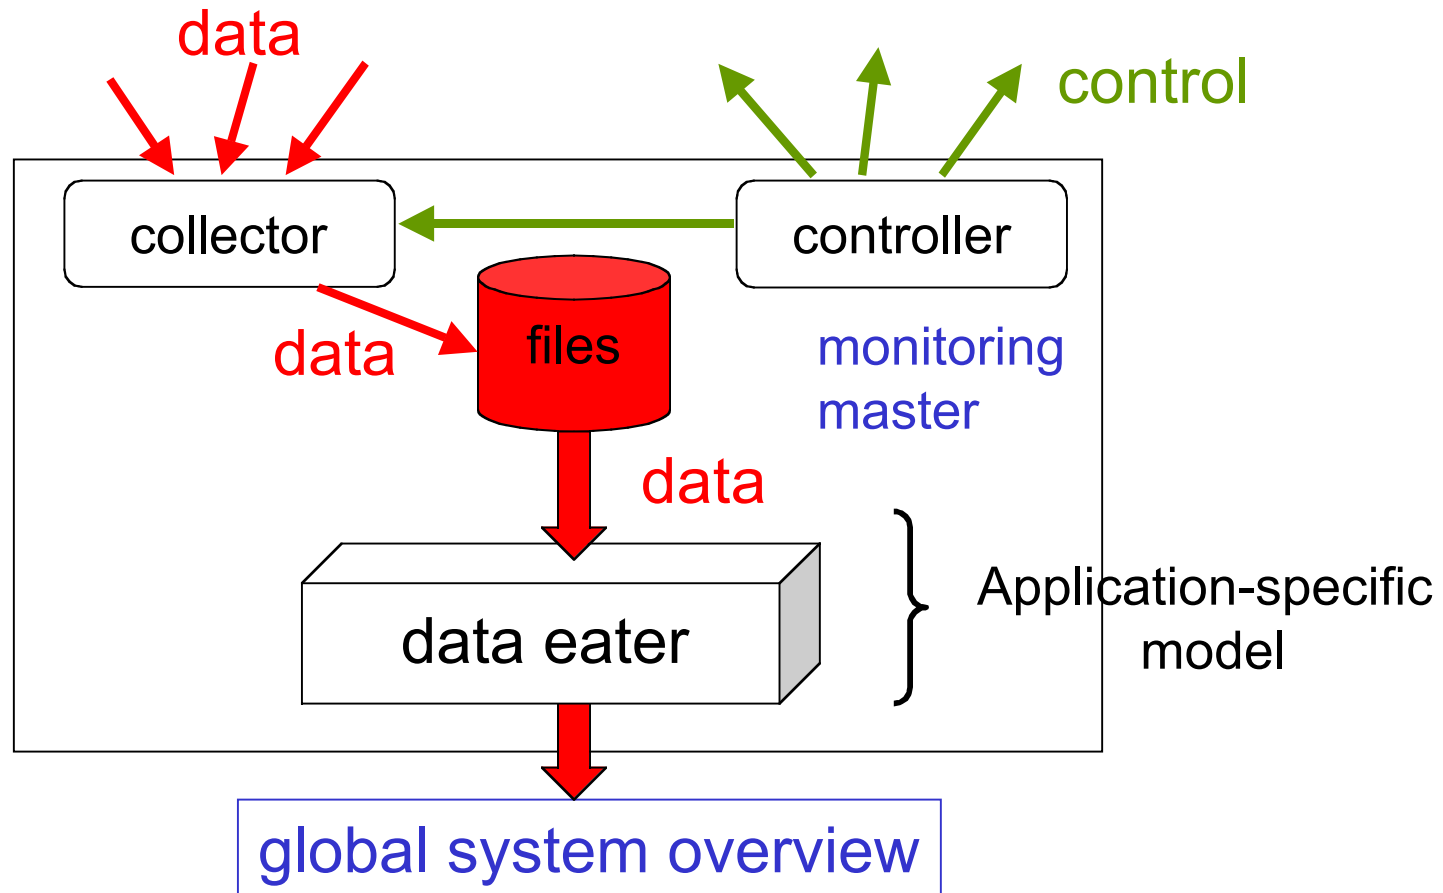 data
control
collector
controller
files
data
monitoring
master
data
Application-specific
model
data eater
global system overview